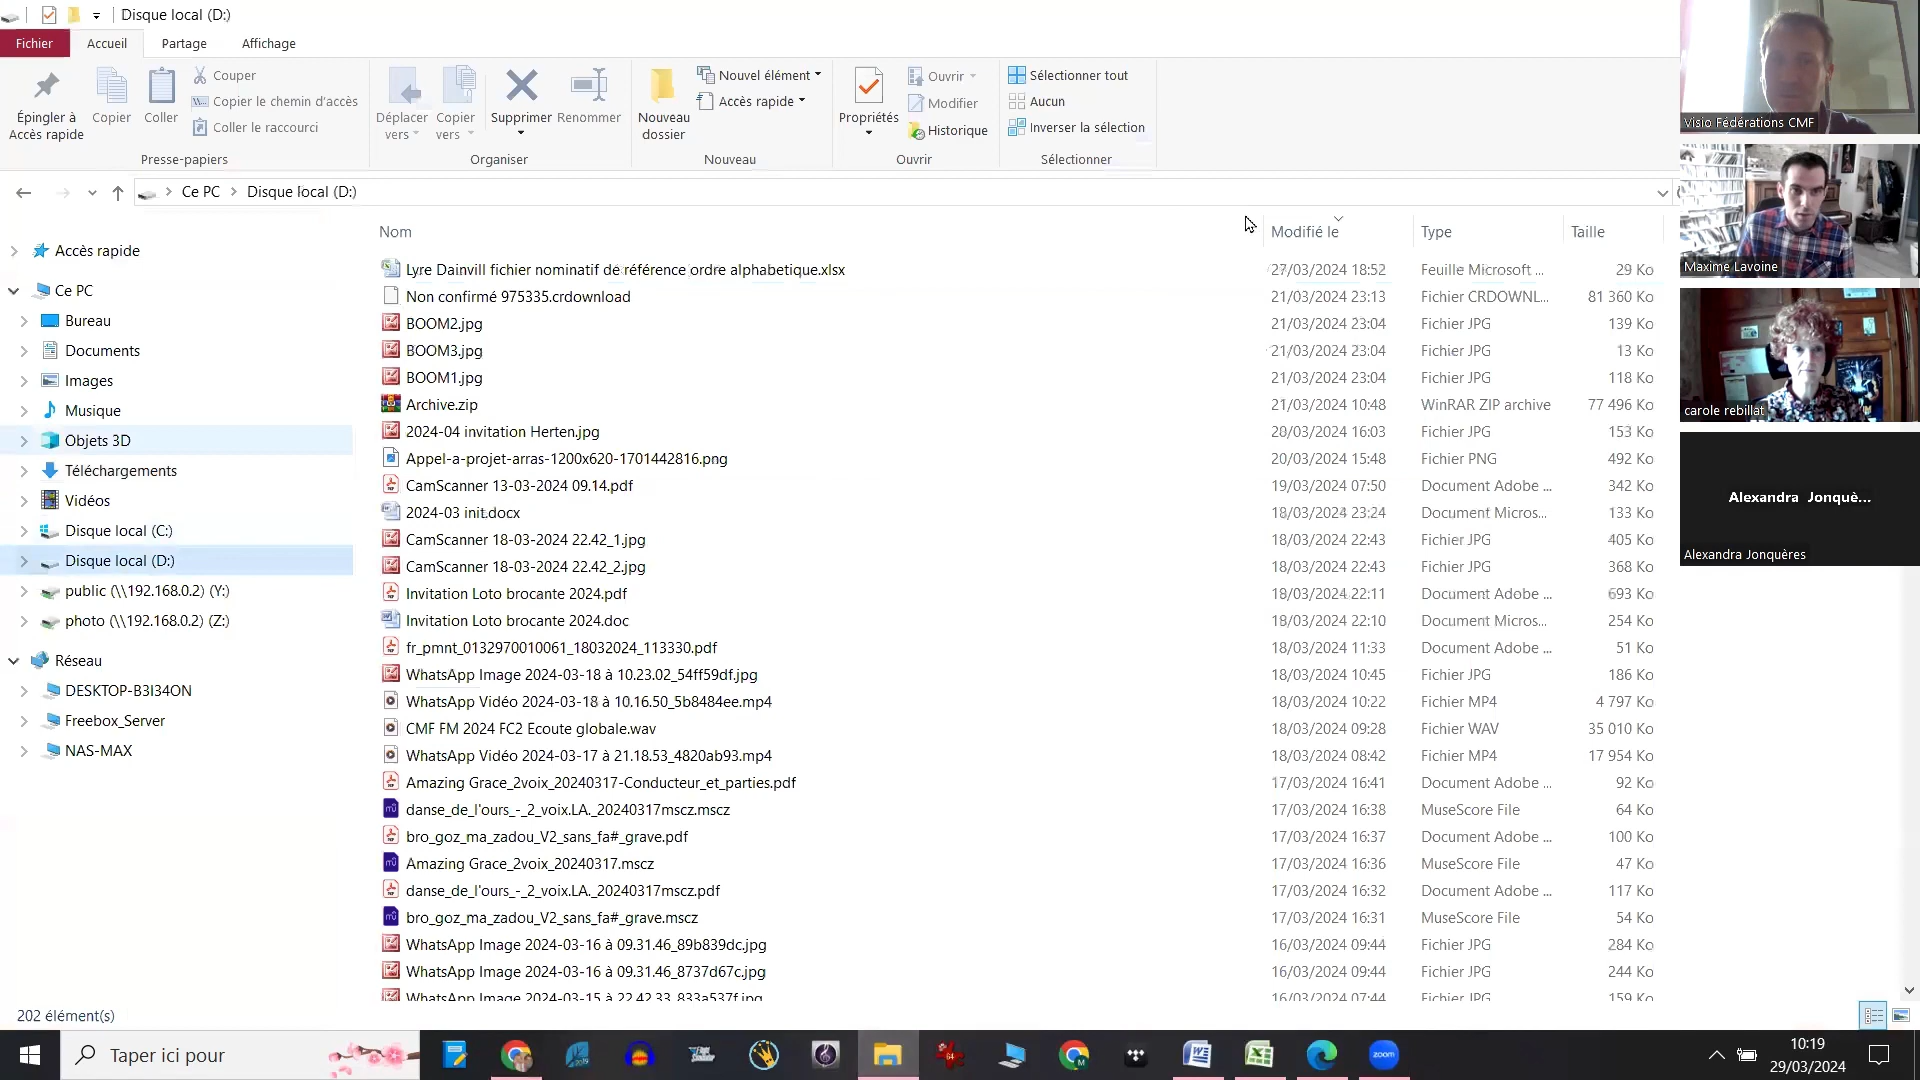 Disque local (D:)
Fichier
Accueil
Partage
Affichage
Épingler à
Accès rapide
Copier
Coller
Couper
Copier le chemin d'accès
Coller le raccourci
Presse-papiers
Déplacer
vers
Copier
vers
Supprimer
Renommer
Organiser
Nouveau
dossier
Nouvel élément
Accès rapide
Nouveau
Propriétés
Ouvrir
Modifier
Historique
Ouvrir
Sélectionner tout
Aucun
Inverser la sélection
Sélectionner
Ce PC
Disque local (D:)
Accès rapide
Ce PC
Bureau
Documents
Images
Musique
Objets 3D
Téléchargements
Vidéos
Disque local (C:)
Disque local (D:)
public (\\192.168.0.2) (Y:)
photo (\\192.168.0.2) (Z:)
Réseau
DESKTOP-B3I34ON
Freebox_Server
NAS-MAX
Nom Modifié le Type Taille
Lyre Dainvill fichier nominatif de référence ordre alphabetique.xlsx 27/03/2024 18:52 Feuille Microsoft ... 29 Ko
Non confirmé 975335.crdownload 21/03/2024 23:13 Fichier CRDOWNL... 81 360 Ko
BOOM2.jpg 21/03/2024 23:04 Fichier JPG 139 Ko
BOOM3.jpg 21/03/2024 23:04 Fichier JPG 13 Ko
BOOM1.jpg 21/03/2024 23:04 Fichier JPG 118 Ko
Archive.zip 21/03/2024 10:48 WinRAR ZIP archive 77 496 Ko
2024-04 invitation Herten.jpg 20/03/2024 16:03 Fichier JPG 153 Ko
Appel-a-projet-arras-1200x620-1701442816.png 20/03/2024 15:48 Fichier PNG 492 Ko
CamScanner 13-03-2024 09.14.pdf 19/03/2024 07:50 Document Adobe ... 342 Ko
2024-03 init.docx 18/03/2024 23:24 Document Micros... 133 Ko
CamScanner 18-03-2024 22.42_1.jpg 18/03/2024 22:43 Fichier JPG 405 Ko
CamScanner 18-03-2024 22.42_2.jpg 18/03/2024 22:43 Fichier JPG 368 Ko
Invitation Loto brocante 2024.pdf 18/03/2024 22:11 Document Adobe ... 693 Ko
Invitation Loto brocante 2024.doc 18/03/2024 22:10 Document Micros... 254 Ko
fr_pmnt_0132970010061_18032024_113330.pdf 18/03/2024 11:33 Document Adobe ... 51 Ko
WhatsApp Image 2024-03-18 à 10.23.02_54ff59df.jpg 18/03/2024 10:45 Fichier JPG 186 Ko
WhatsApp Vidéo 2024-03-18 à 10.16.50_5b8484ee.mp4 18/03/2024 10:22 Fichier MP4 4 797 Ko
CMF FM 2024 FC2 Ecoute globale.wav 18/03/2024 09:28 Fichier WAV 35 010 Ko
WhatsApp Vidéo 2024-03-17 à 21.18.53_4820ab93.mp4 18/03/2024 08:42 Fichier MP4 17 954 Ko
Amazing Grace_2voix_20240317-Conducteur_et_parties.pdf 17/03/2024 16:41 Document Adobe ... 92 Ko
danse_de_l'ours_-_2_voix.LA._20240317mscz.mscz 17/03/2024 16:38 MuseScore File 64 Ko
bro_goz_ma_zadou_V2_sans_fa#_grave.pdf 17/03/2024 16:37 Document Adobe ... 100 Ko
Amazing Grace_2voix_20240317.mscz 17/03/2024 16:36 MuseScore File 47 Ko
danse_de_l'ours_-_2_voix.LA._20240317mscz.pdf 17/03/2024 16:32 Document Adobe ... 117 Ko
bro_goz_ma_zadou_V2_sans_fa#_grave.mscz 17/03/2024 16:31 MuseScore File 54 Ko
WhatsApp Image 2024-03-16 à 09.31.46_89b839dc.jpg 16/03/2024 09:44 Fichier JPG 284 Ko
WhatsApp Image 2024-03-16 à 09.31.46_8737d67c.jpg 16/03/2024 09:44 Fichier JPG 244 Ko
WhatsApp Image 2024-03-15 à 22.42.33_833a537f.jpg 16/03/2024 07:44 Fichier JPG 159 Ko
202 élément(s)
Visio Fédérations CMF
Maxime Lavoine
carole rebillat
Alexandra Jonquè...
Alexandra Jonquères
Taper ici pour
zoom
10:19
29/03/2024